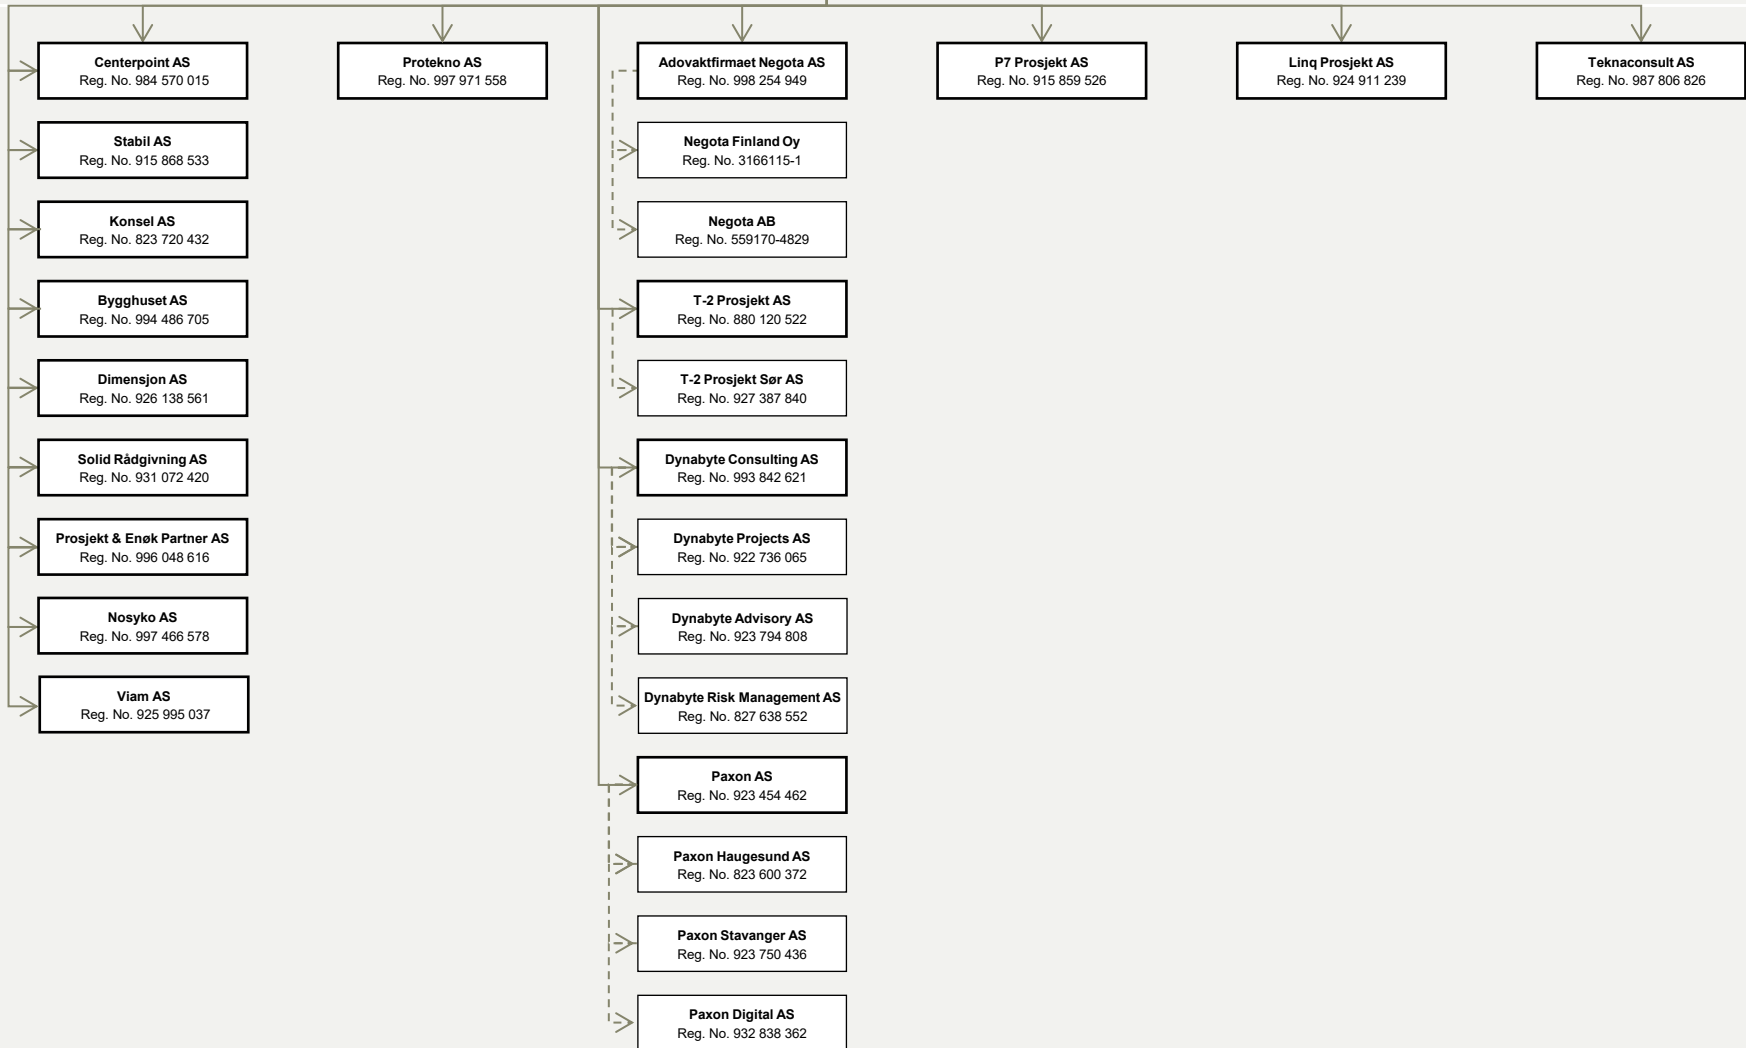 Centerpoint AS
Reg. No. 984 570 015
Protekno AS
Reg. No. 997 971 558
Adovaktfirmaet Negota AS
Reg. No. 998 254 949
P7 Prosjekt AS
Reg. No. 915 859 526
Linq Prosjekt AS
Reg. No. 924 911 239
Teknaconsult AS
Reg. No. 987 806 826
Stabil AS
Reg. No. 915 868 533
Negota Finland Oy
Reg. No. 3166115-1
Konsel AS
Reg. No. 823 720 432
Negota AB
Reg. No. 559170-4829
Bygghuset AS
Reg. No. 994 486 705
T-2 Prosjekt AS
Reg. No. 880 120 522
Dimensjon AS
Reg. No. 926 138 561
T-2 Prosjekt Sør AS
Reg. No. 927 387 840
Solid Rådgivning AS
Reg. No. 931 072 420
Dynabyte Consulting AS
Reg. No. 993 842 621
Prosjekt & Enøk Partner AS
Reg. No. 996 048 616
Dynabyte Projects AS
Reg. No. 922 736 065
Nosyko AS
Reg. No. 997 466 578
Dynabyte Advisory AS
Reg. No. 923 794 808
Viam AS
Reg. No. 925 995 037
Dynabyte Risk Management AS
Reg. No. 827 638 552
Paxon AS
Reg. No. 923 454 462
Paxon Haugesund AS
Reg. No. 823 600 372
Paxon Stavanger AS
Reg. No. 923 750 436
Paxon Digital AS
Reg. No. 932 838 362